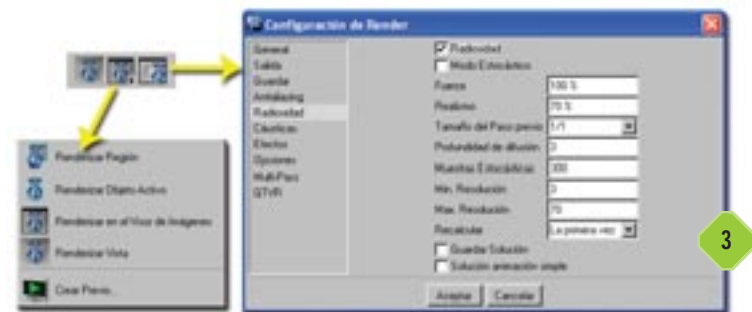 Configuración de Render
General
Salida
Guardar
Antialiasing
Radiosidad
Cáusticas
Efectos
Opciones
Multi-Pass
QTVR
Radiosidad
Modo Estocástico
Fuerza 100 %
Realismo 70 %
Tamaño del Paso previo 1/1
Profundidad de difusión 3
Muestras Estocásticas 300
Min. Resolución 3
Max. Resolución 70
Recalcular La primera vez
Guardar Solución
Solución animación simple
Aceptar Cancelar
Renderizar Región
Renderizar Objeto Activo
Renderizar en el Visor de Imágenes
Renderizar Vista
Crear Previo...
3